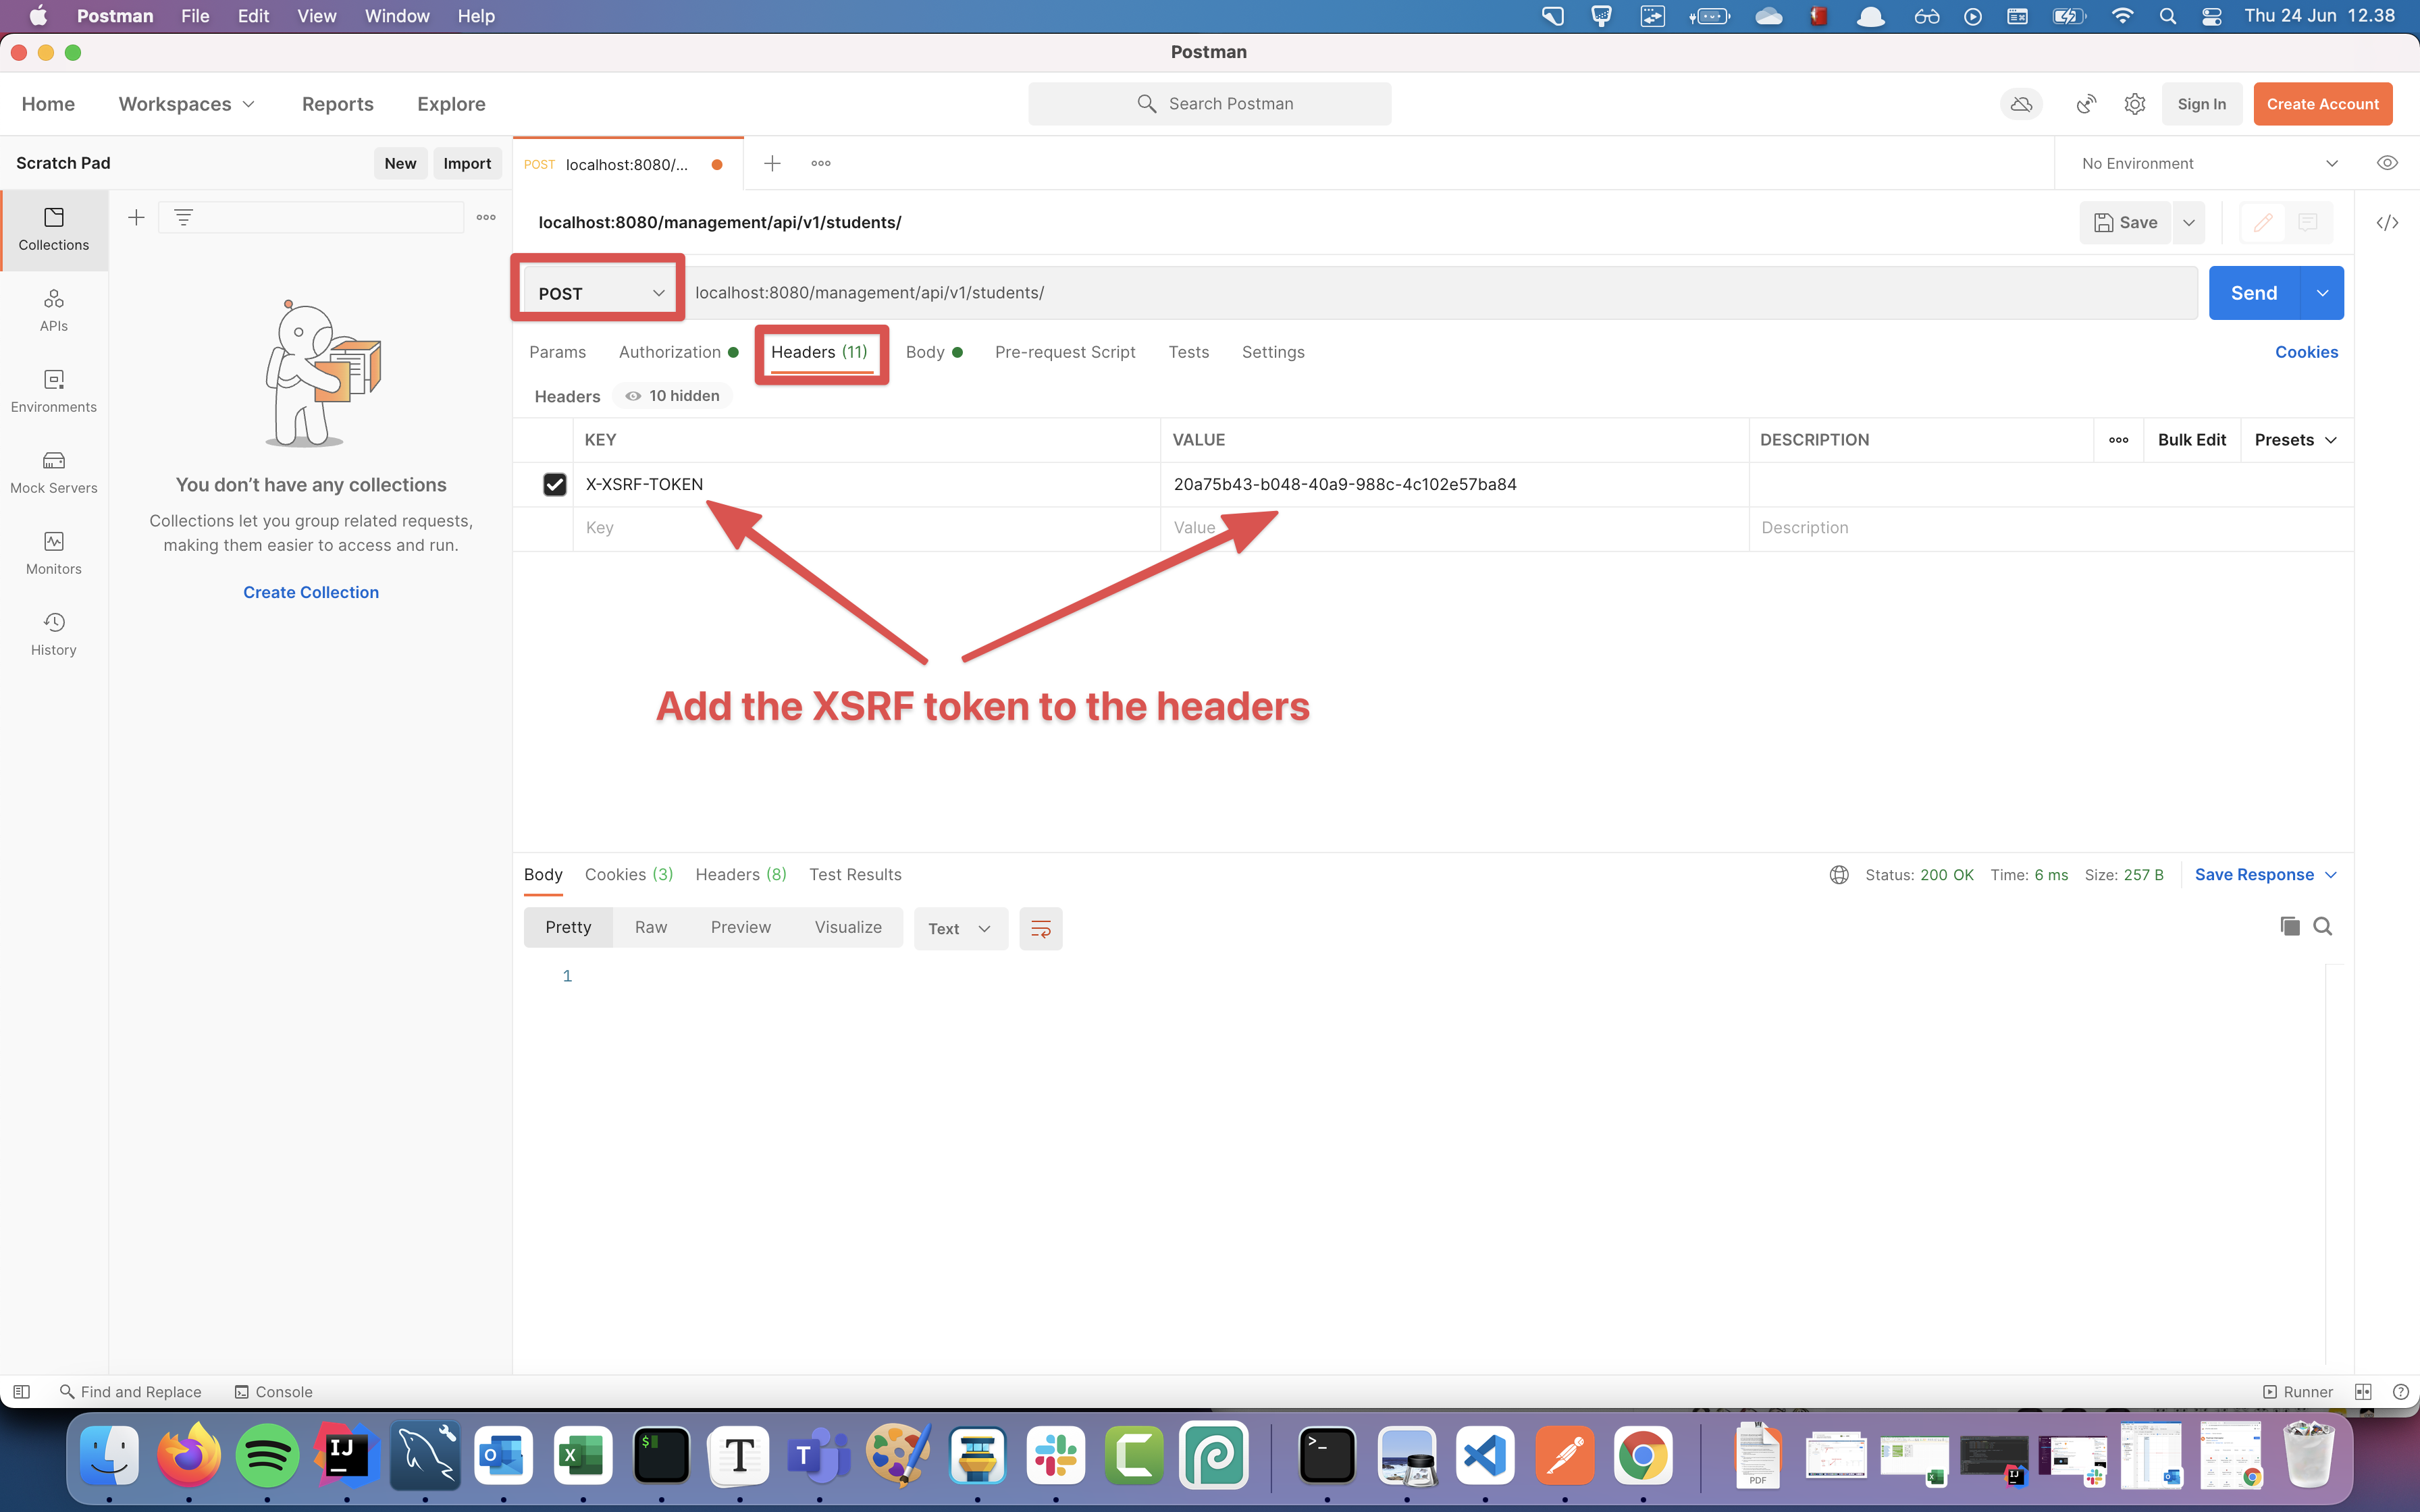 Postman File Edit View Window Help Thu 24 Jun 12.38
Postman
Home Workspaces Reports Explore Search Postman Sign In Create Account
Scratch Pad New Import POST localhost:8080/... No Environment
Collections
localhost:8080/management/api/v1/students/ Save </>
APIs
POST localhost:8080/management/api/v1/students/ Send
Params Authorization Headers (11) Body Pre-request Script Tests Settings Cookies
Environments
Headers 10 hidden
KEY VALUE DESCRIPTION Bulk Edit Presets
Mock Servers
X-XSRF-TOKEN 20a75b43-b048-40a9-988c-4c102e57ba84
Key Value Description
You don’t have any collections
Collections let you group related requests,
making them easier to access and run.
Monitors
Create Collection
History
Add the XSRF token to the headers
Body Cookies (3) Headers (8) Test Results Status: 200 OK Time: 6 ms Size: 257 B Save Response
Pretty Raw Preview Visualize Text
1
Find and Replace Console Runner
IJ
O
X
$
T
T
C
>_
PDF